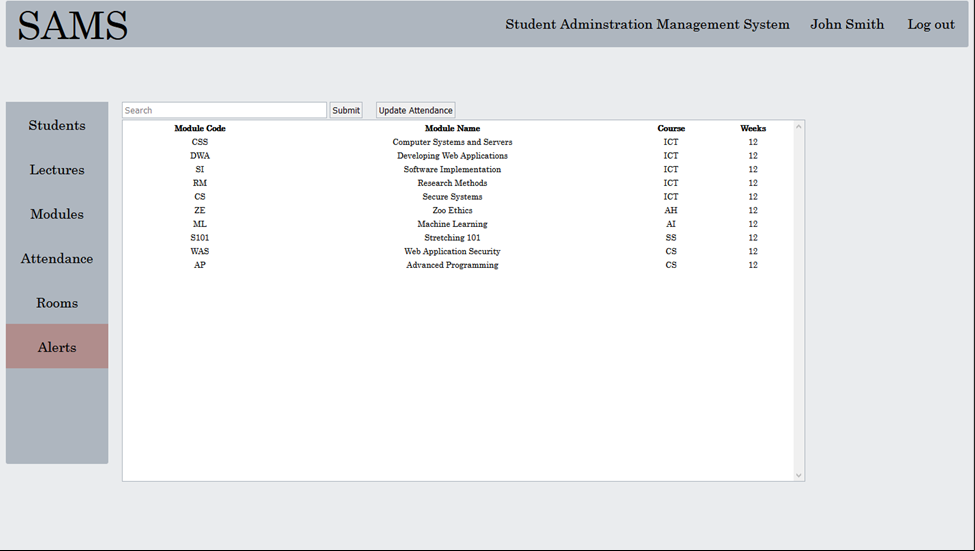 SAMS
Student Adminstration Management System John Smith Log out
Search Submit Update Attendance
Students
Lectures
Modules
Attendance
Rooms
Alerts
Module Code Module Name Course Weeks
CSS Computer Systems and Servers ICT 12
DWA Developing Web Applications ICT 12
SI Software Implementation ICT 12
RM Research Methods ICT 12
CS Secure Systems ICT 12
ZE Zoo Ethics AH 12
ML Machine Learning AI 12
S101 Stretching 101 SS 12
WAS Web Application Security CS 12
AP Advanced Programming CS 12